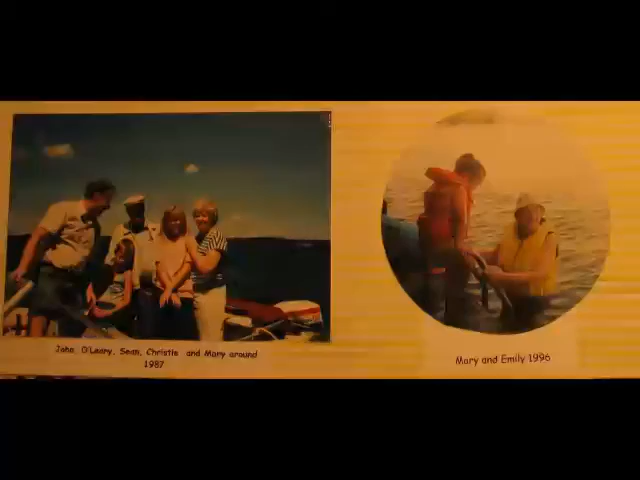 John, O'Leary, Sean, Christie and Mary around
1987
Mary and Emily 1996